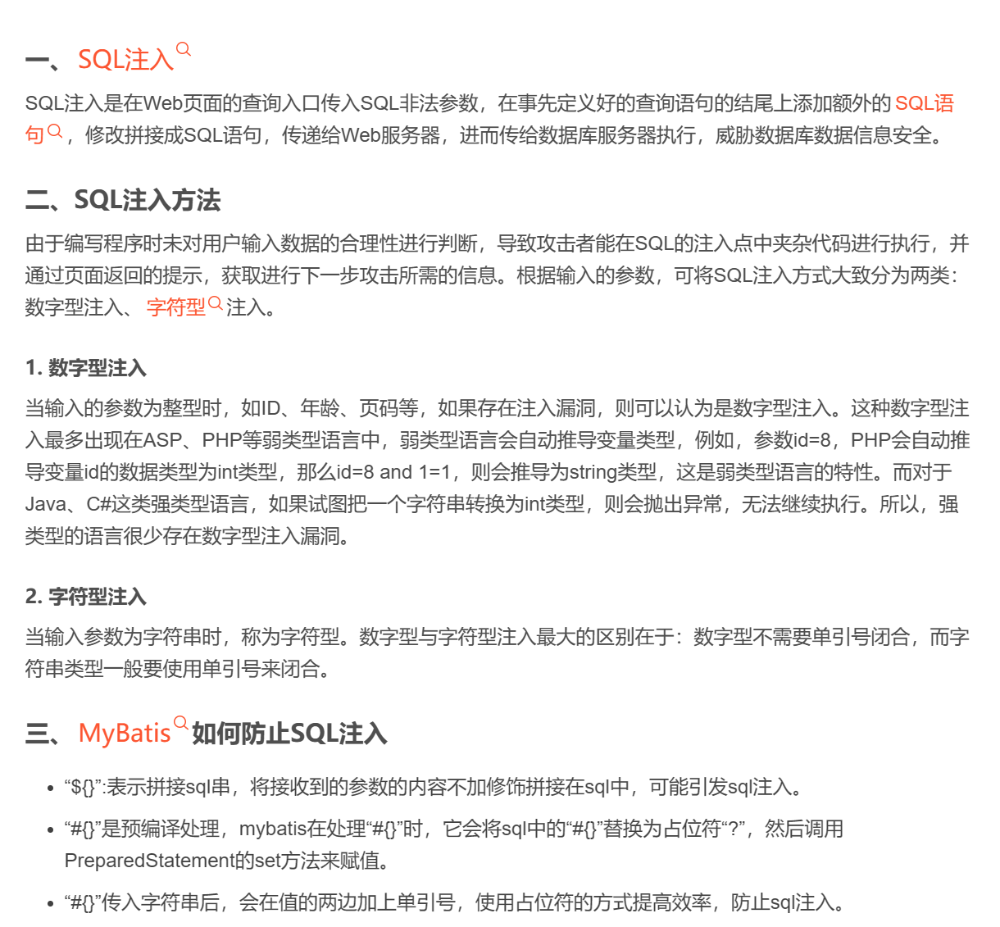 一、 SQL注入
SQL注入是在Web页面的查询入口传入SQL非法参数，在事先定义好的查询语句的结尾上添加额外的 SQL语
句 ，修改拼接成SQL语句，传递给Web服务器，进而传给数据库服务器执行，威胁数据库数据信息安全。
二、SQL注入方法
由于编写程序时未对用户输入数据的合理性进行判断，导致攻击者能在SQL的注入点中夹杂代码进行执行，并
通过页面返回的提示，获取进行下一步攻击所需的信息。根据输入的参数，可将SQL注入方式大致分为两类：
数字型注入、 字符型 注入。
1. 数字型注入
当输入的参数为整型时，如ID、年龄、页码等，如果存在注入漏洞，则可以认为是数字型注入。这种数字型注
入最多出现在ASP、PHP等弱类型语言中，弱类型语言会自动推导变量类型，例如，参数id=8，PHP会自动推
导变量id的数据类型为int类型，那么id=8 and 1=1，则会推导为string类型，这是弱类型语言的特性。而对于
Java、C#这类强类型语言，如果试图把一个字符串转换为int类型，则会抛出异常，无法继续执行。所以，强
类型的语言很少存在数字型注入漏洞。
2. 字符型注入
当输入参数为字符串时，称为字符型。数字型与字符型注入最大的区别在于：数字型不需要单引号闭合，而字
符串类型一般要使用单引号来闭合。
三、 MyBatis 如何防止SQL注入
• “${}”:表示拼接sql串，将接收到的参数的内容不加修饰拼接在sql中，可能引发sql注入。
• “#{}”是预编译处理，mybatis在处理“#{}”时，它会将sql中的“#{}”替换为占位符“?”，然后调用
PreparedStatement的set方法来赋值。
• “#{}”传入字符串后，会在值的两边加上单引号，使用占位符的方式提高效率，防止sql注入。